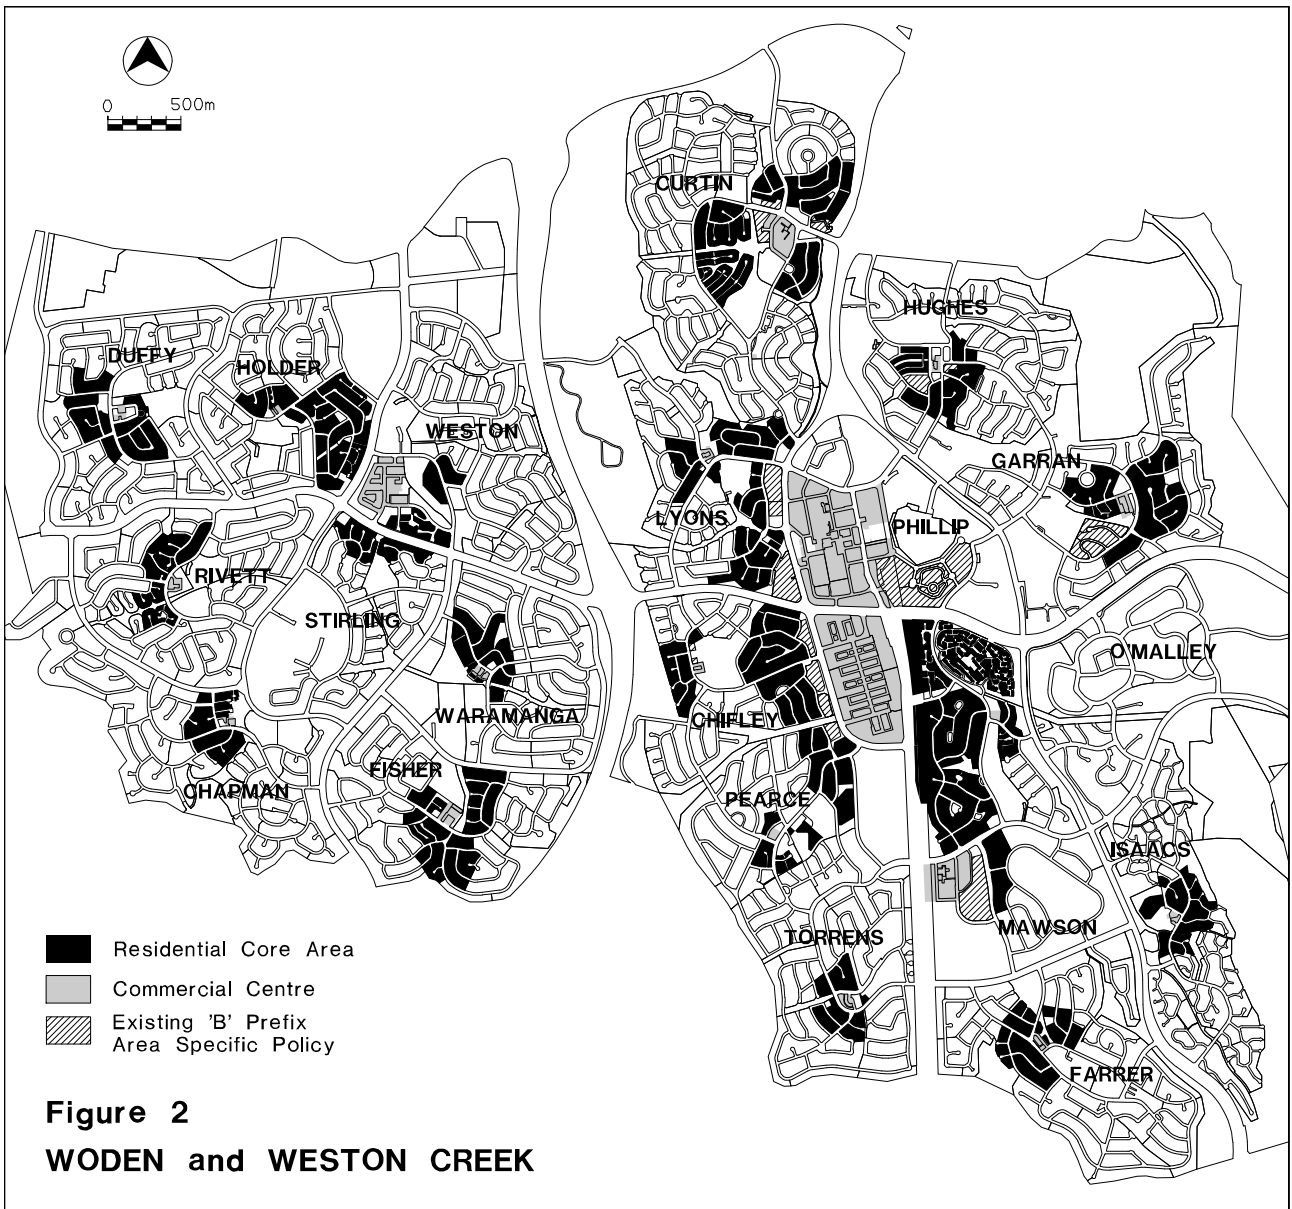 0 500m
CURTIN
HUGHES
DUFFY
HOLDER
WESTON
GARRAN
LYONS
PHILLIP
RIVETT
STIRLING
O'MALLEY
WARAMANGA
CHIFLEY
FISHER
CHAPMAN
PEARCE
ISAACS
MAWSON
TORRENS
FARRER
Residential Core Area
Commercial Centre
Existing 'B' Prefix
Area Specific Policy
Figure 2
WODEN and WESTON CREEK